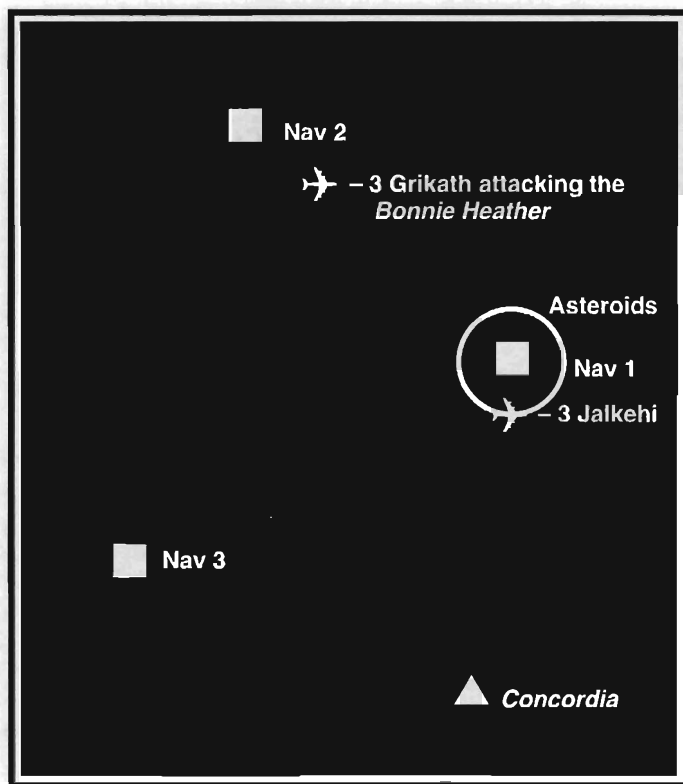 Nav 2
– 3 Grikath attacking the
Bonnie Heather
Asteroids
Nav 1
– 3 Jalkehi
Nav 3
Concordia